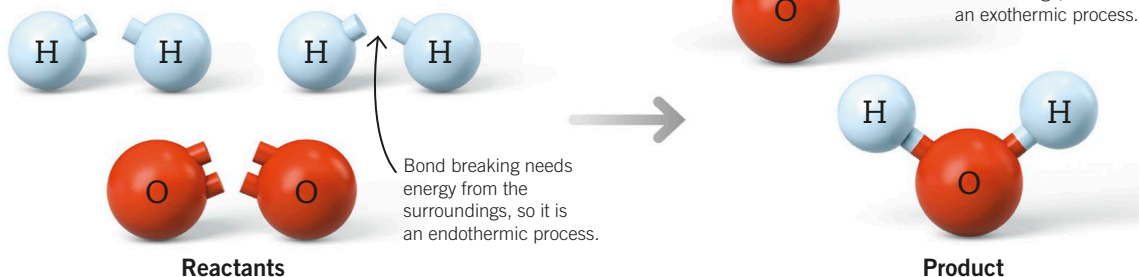 O
an exothermic process.
H H H H
H H
Bond breaking needs
energy from the
surroundings, so it is
an endothermic process.
O O
O
Reactants
Product